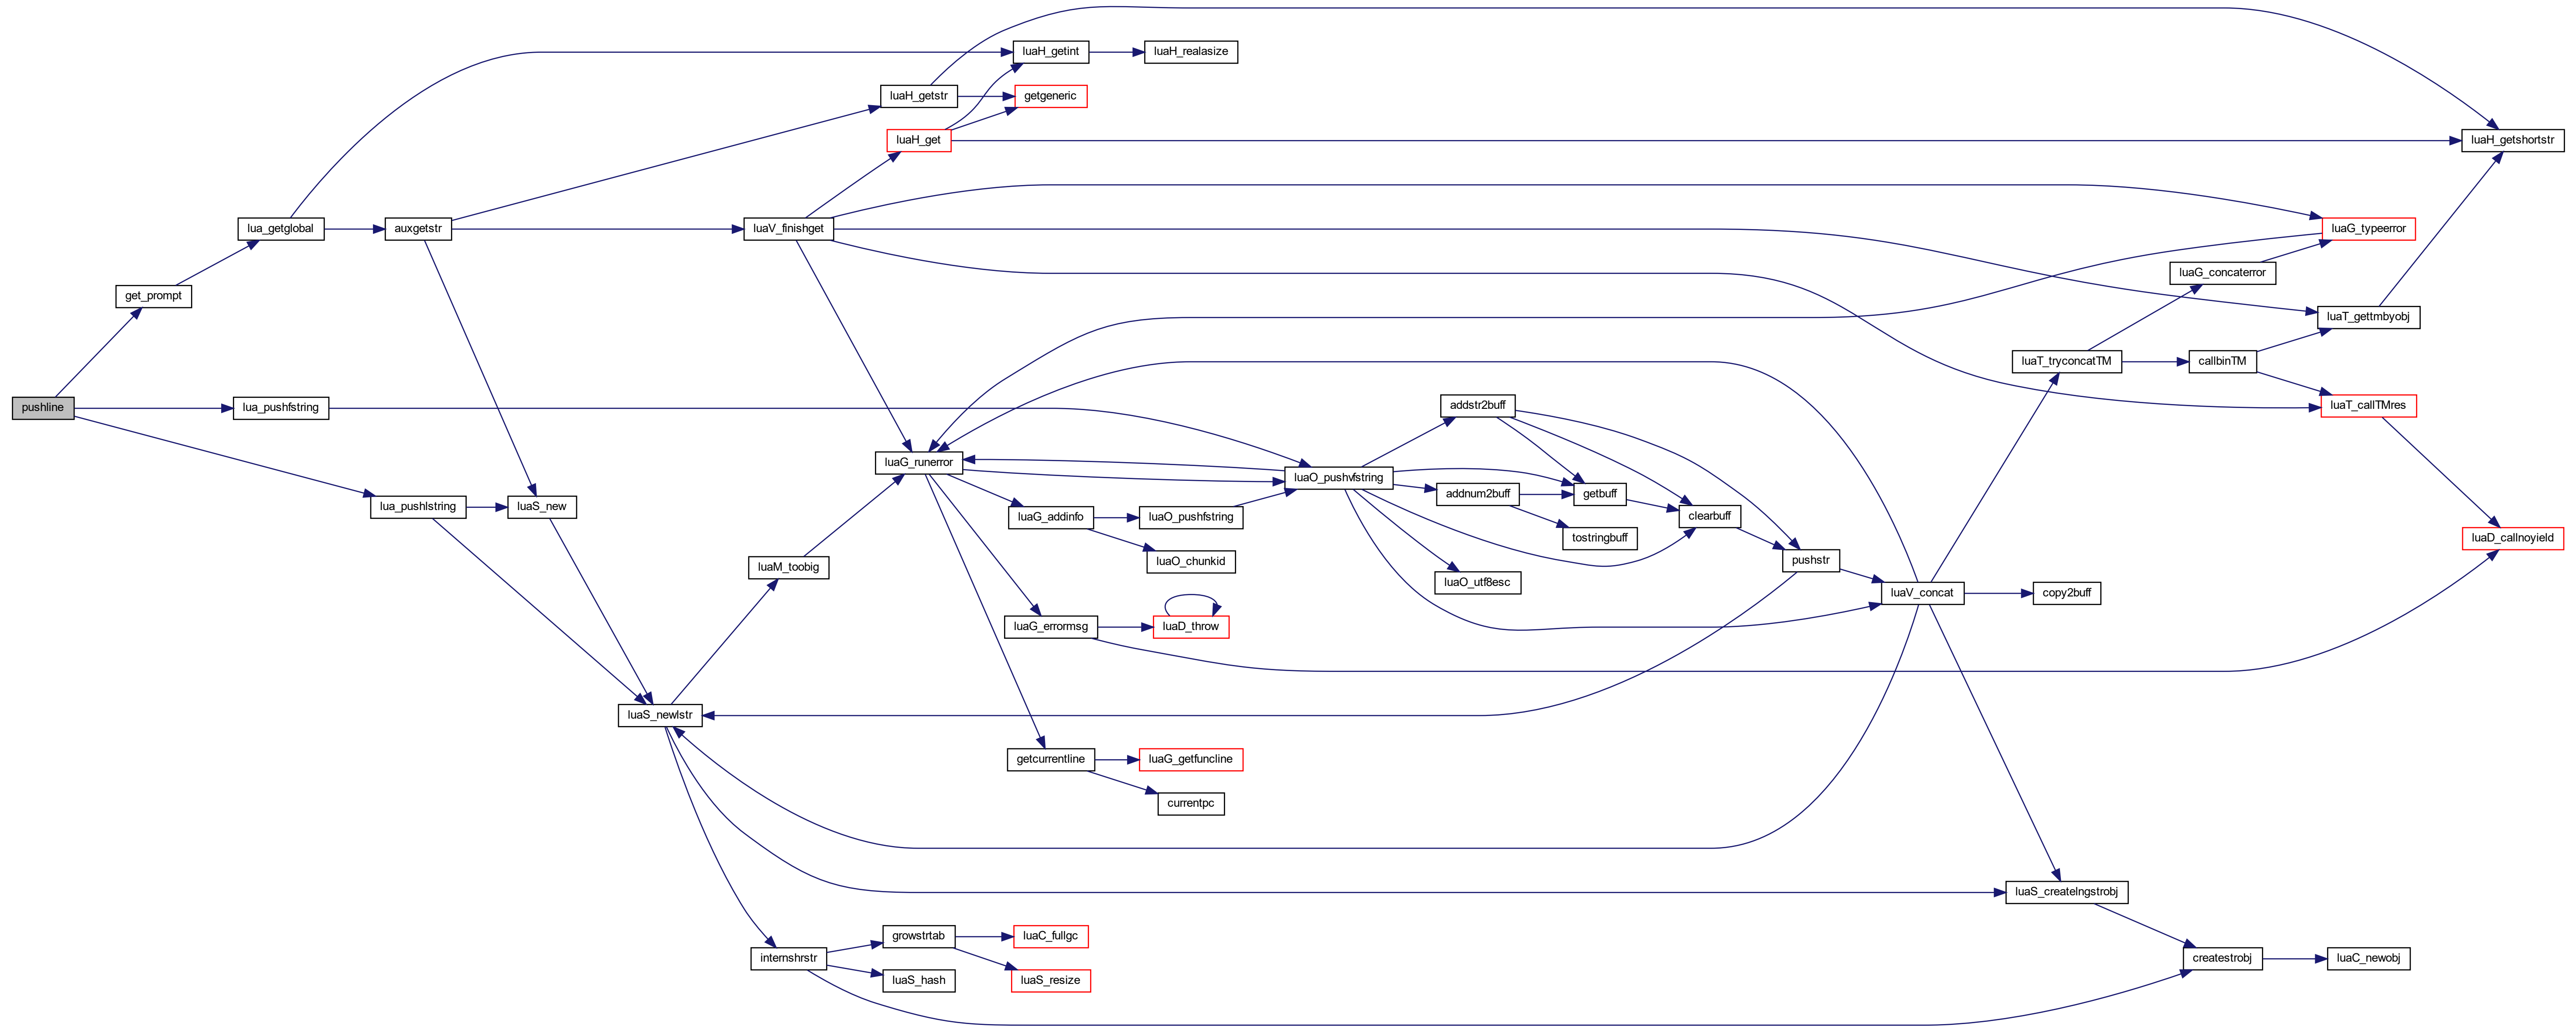 luaH_getint
luaH_realasize
luaH_getstr
getgeneric
luaH_get
luaH_getshortstr
lua_getglobal
auxgetstr
luaV_finishget
luaG_typeerror
luaG_concaterror
get_prompt
luaT_gettmbyobj
luaT_tryconcatTM
callbinTM
pushline
lua_pushfstring
addstr2buff
luaT_callTMres
luaG_runerror
luaO_pushvfstring
addnum2buff
getbuff
lua_pushlstring
luaS_new
luaG_addinfo
luaO_pushfstring
clearbuff
tostringbuff
luaD_callnoyield
luaM_toobig
luaO_chunkid
pushstr
luaO_utf8esc
luaV_concat
copy2buff
luaG_errormsg
luaD_throw
luaS_newlstr
getcurrentline
luaG_getfuncline
currentpc
luaS_createlngstrobj
growstrtab
luaC_fullgc
internshrstr
createstrobj
luaC_newobj
luaS_hash
luaS_resize